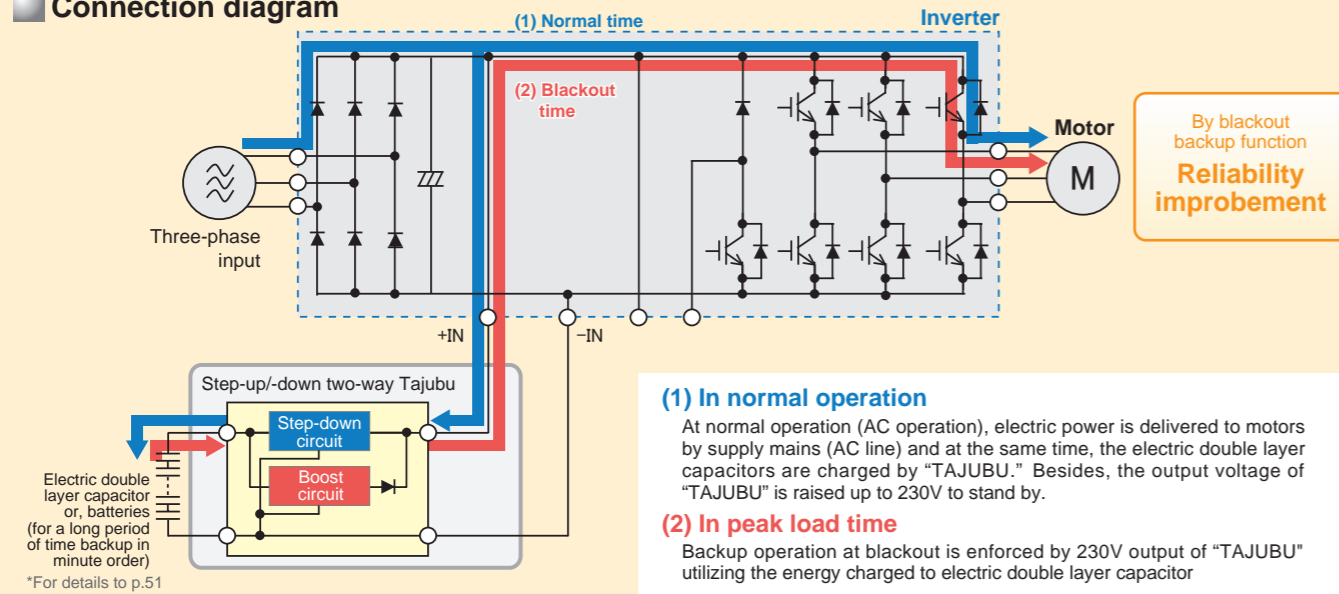 Connection diagram
(1) Normal time
Inverter
(2) Blackout
time
Three-phase
input
Motor
M
By blackout
backup function
Reliability
improbement
+IN
−IN
Step-up/-down two-way Tajubu
Step-down
circuit
Boost
circuit
Electric double
layer capacitor
or, batteries
(for a long period
of time backup in
minute order)
*For details to p.51
(1) In normal operation
At normal operation (AC operation), electric power is delivered to motors
by supply mains (AC line) and at the same time, the electric double layer
capacitors are charged by “TAJUBU.” Besides, the output voltage of
“TAJUBU” is raised up to 230V to stand by.
(2) In peak load time
Backup operation at blackout is enforced by 230V output of “TAJUBU”
utilizing the energy charged to electric double layer capacitor